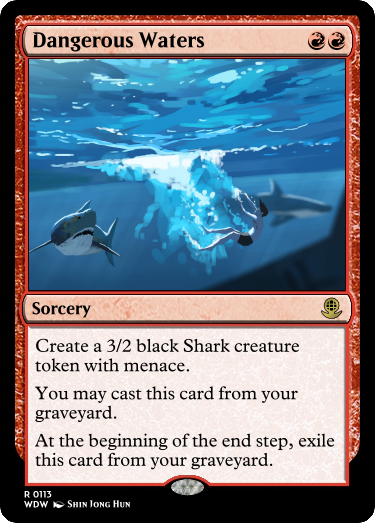 Dangerous Waters
Sorcery
Create a 3/2 black Shark creature
token with menace.
You may cast this card from your
graveyard.
At the beginning of the end step, exile
this card from your graveyard.
R 0113
WDW Shin Jong Hun